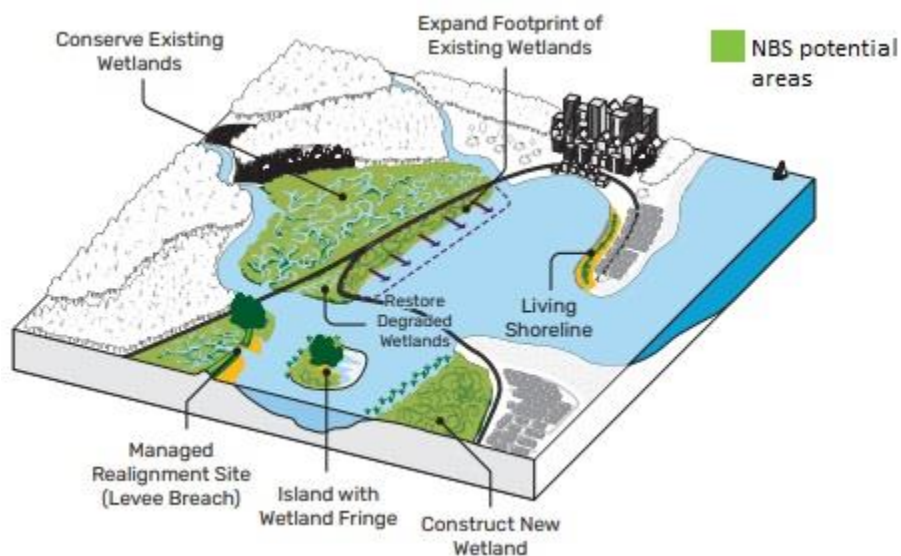 Conserve Existing
Wetlands
Expand Footprint of
Existing Wetlands
NBS potential
areas
Restore
Degraded
Wetlands
Living
Shoreline
Managed
Realignment Site
(Levee Breach)
Island with
Wetland Fringe
Construct New
Wetland